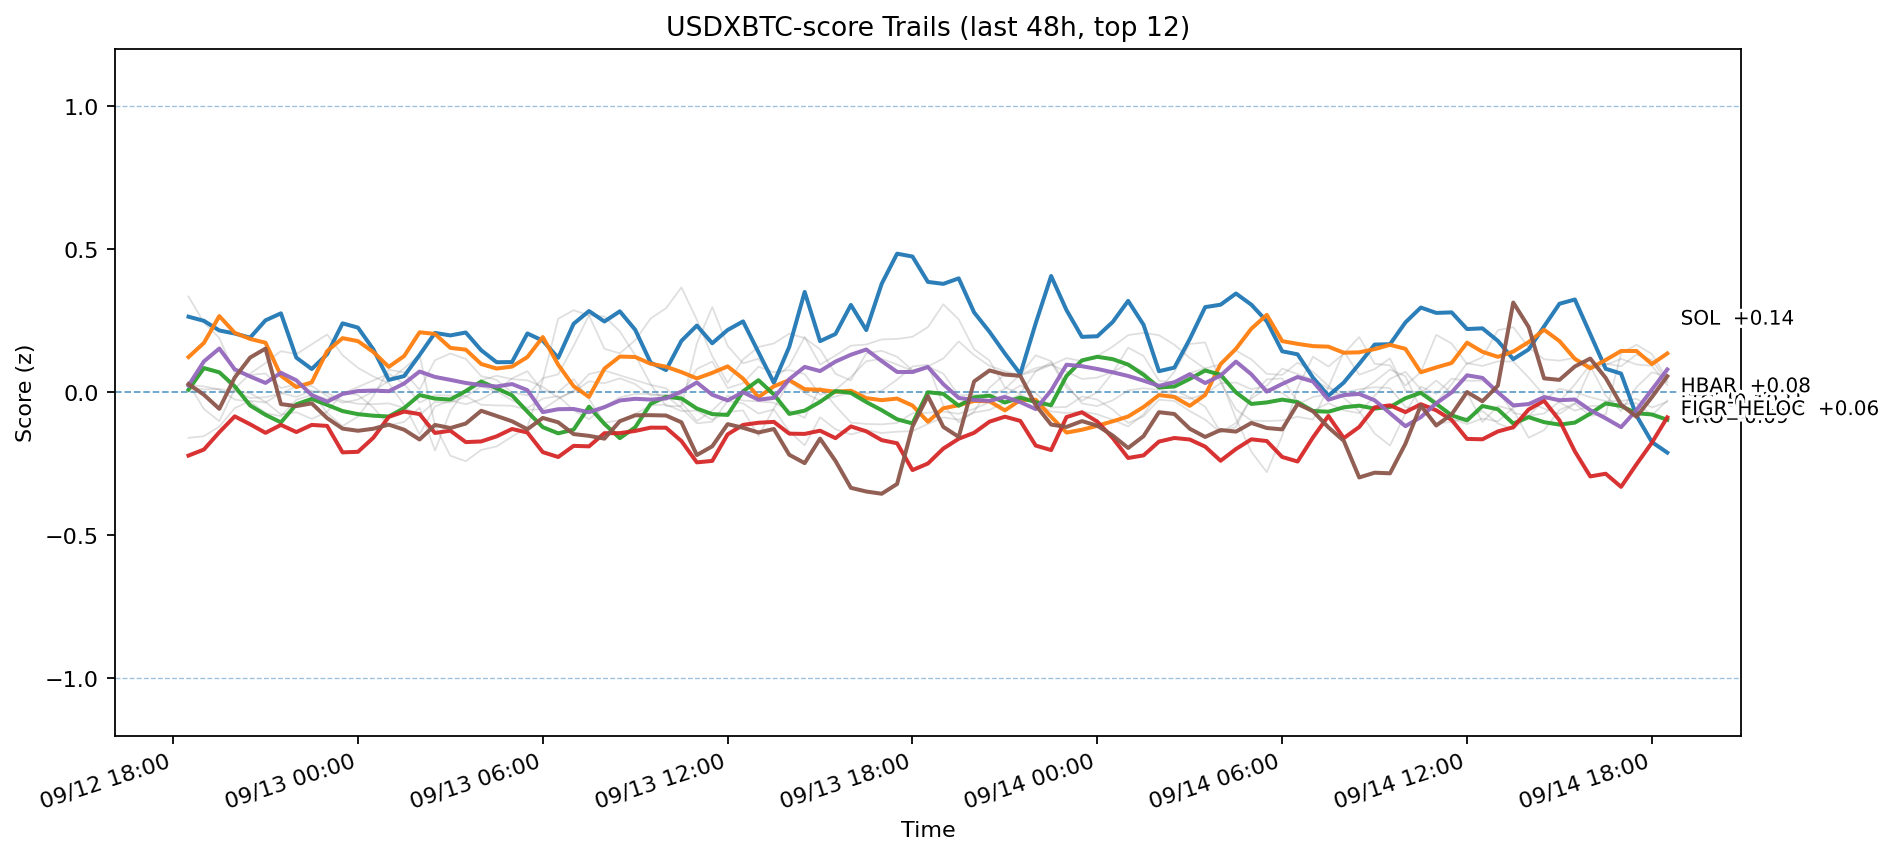 USDXBTC-score Trails (last 48h, top 12)
Score (z)
1.0
0.5
0.0
−0.5
−1.0
SOL +0.14
HBAR +0.08
FIGR_HELOC +0.06
09/12 18:00
09/13 00:00
09/13 06:00
09/13 12:00
09/13 18:00
09/14 00:00
09/14 06:00
09/14 12:00
09/14 18:00
Time